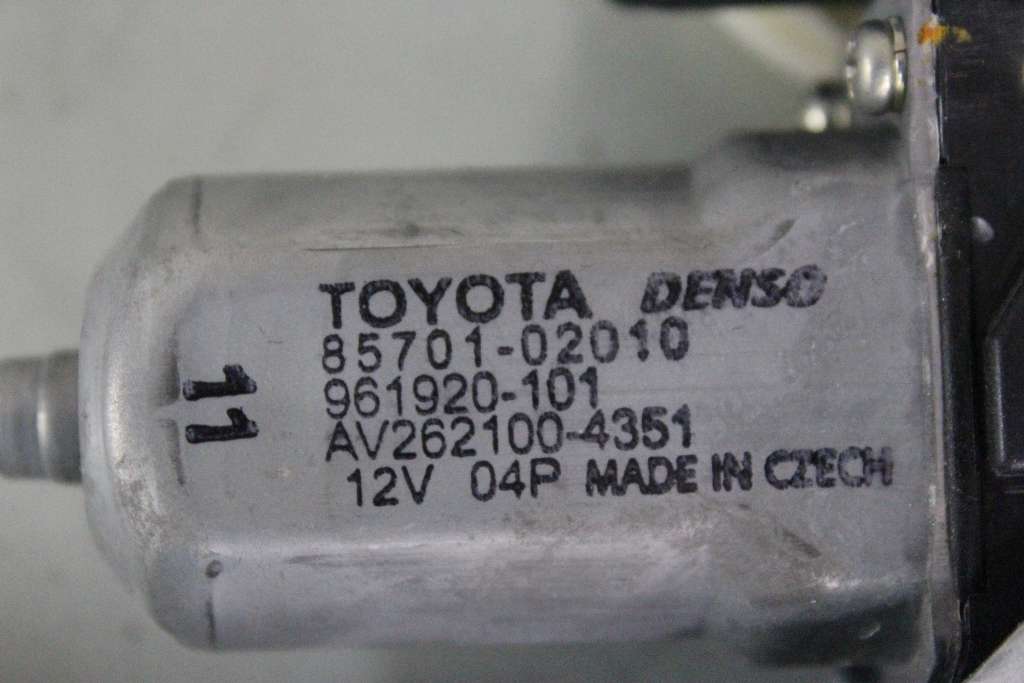 TOYOTA DENSO
85701-02010
961920-101
AV262100-4351
12V 04P MADE IN CZECH
11